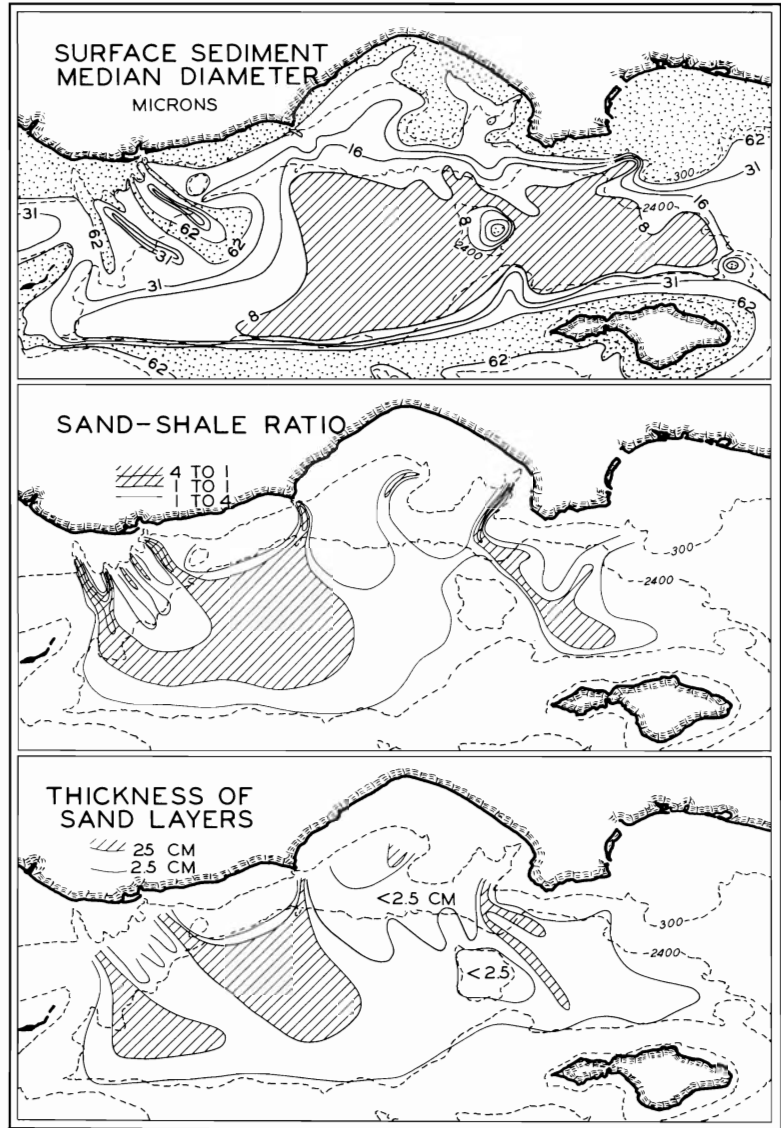 SURFACE SEDIMENT
MEDIAN DIAMETER
MICRONS
16
62
31
300
16
2400
8
31
62
62
31
62
8
2400
31
31
8
62
62
62
SAND-SHALE RATIO
4 TO 1
1 TO 1
1 TO 4
300
2400
THICKNESS OF
SAND LAYERS
25 CM
2.5 CM
<2.5 CM
300
2400
<2.5